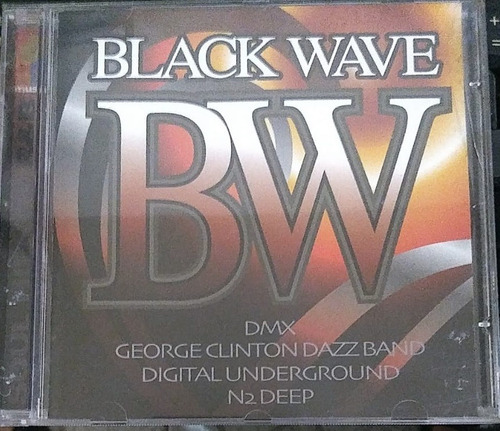 BLACK WAVE
BW
DMX
GEORGE CLINTON DAZZ BAND
DIGITAL UNDERGROUND
N2 DEEP